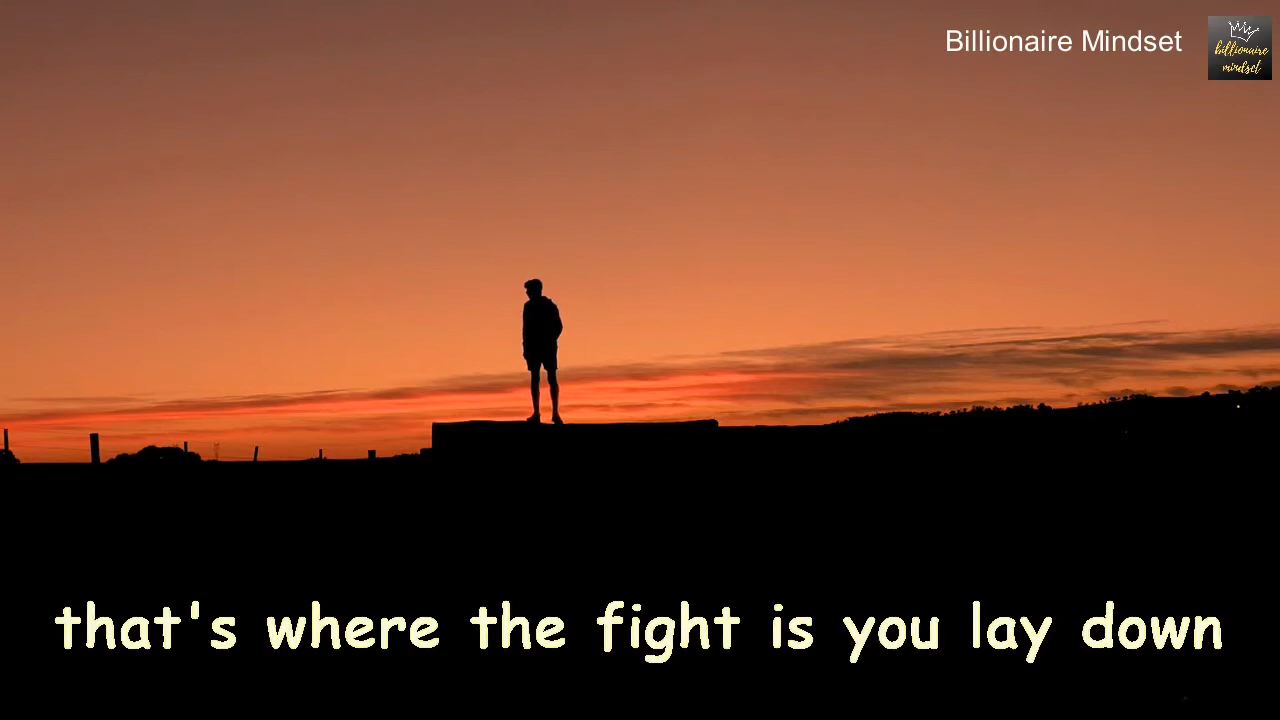 Billionaire Mindset
billionaire
mindset
that's where the fight is you lay down